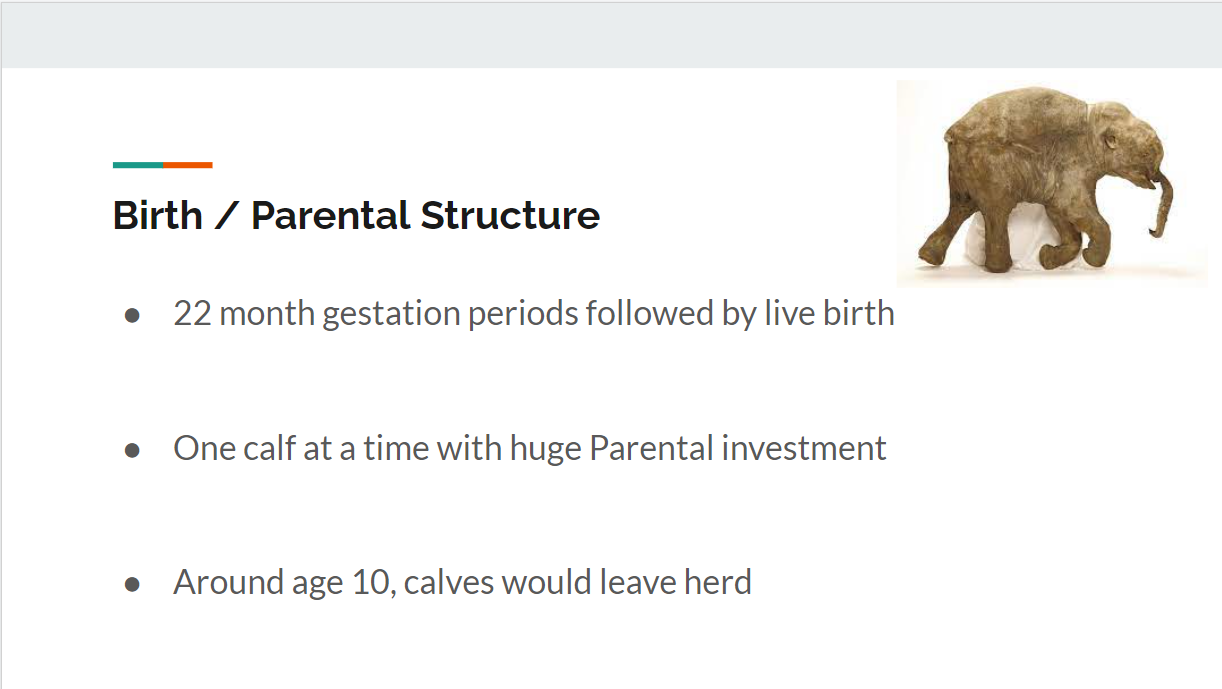 Birth / Parental Structure
● 22 month gestation periods followed by live birth
● One calf at a time with huge Parental investment
● Around age 10, calves would leave herd